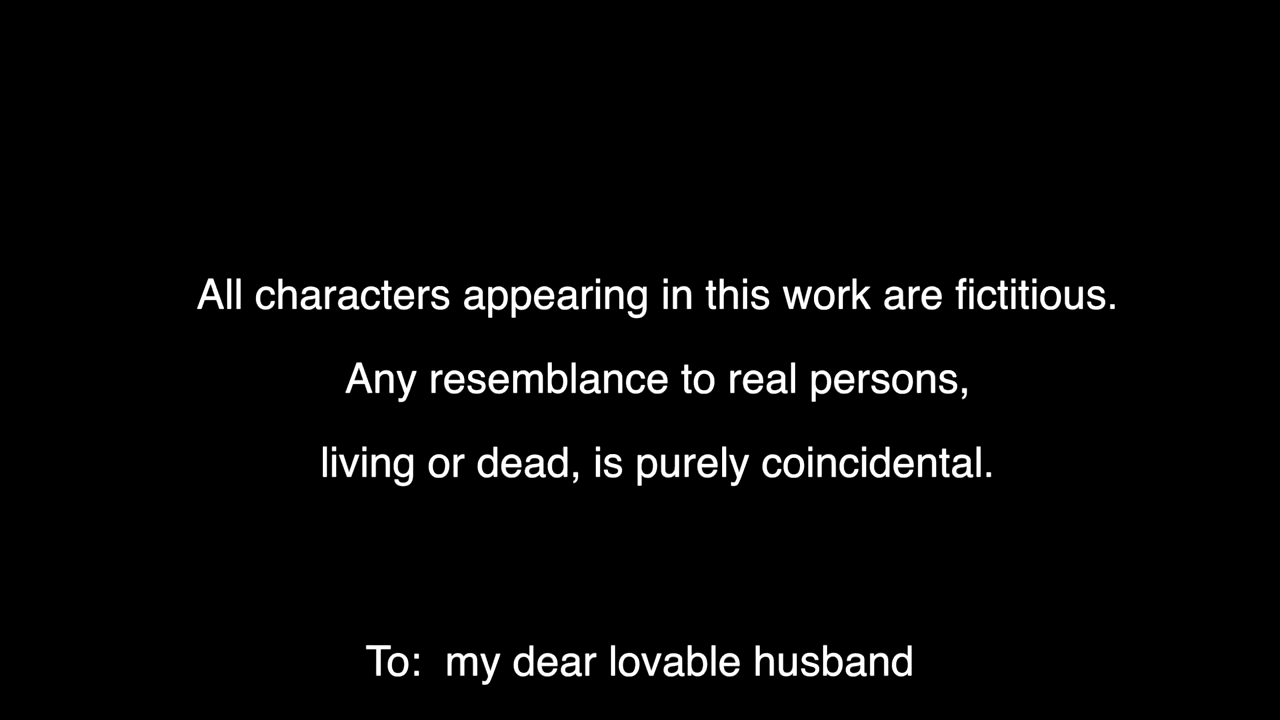 All characters appearing in this work are fictitious.
Any resemblance to real persons,
living or dead, is purely coincidental.
To: my dear lovable husband